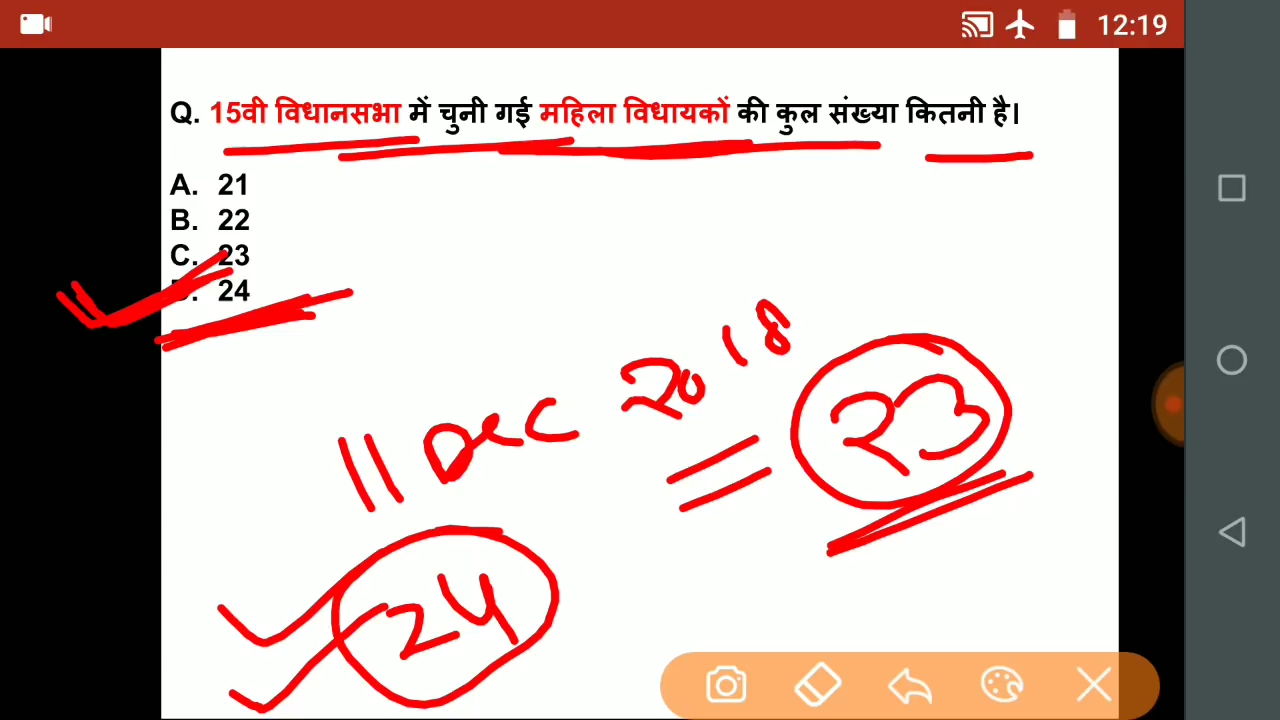 12:19
Q. 15वी विधानसभा में चुनी गई महिला विधायकों की कुल संख्या कितनी है।
A. 21
B. 22
C. 23
D. 24
11 Dec 2018 = 23
24